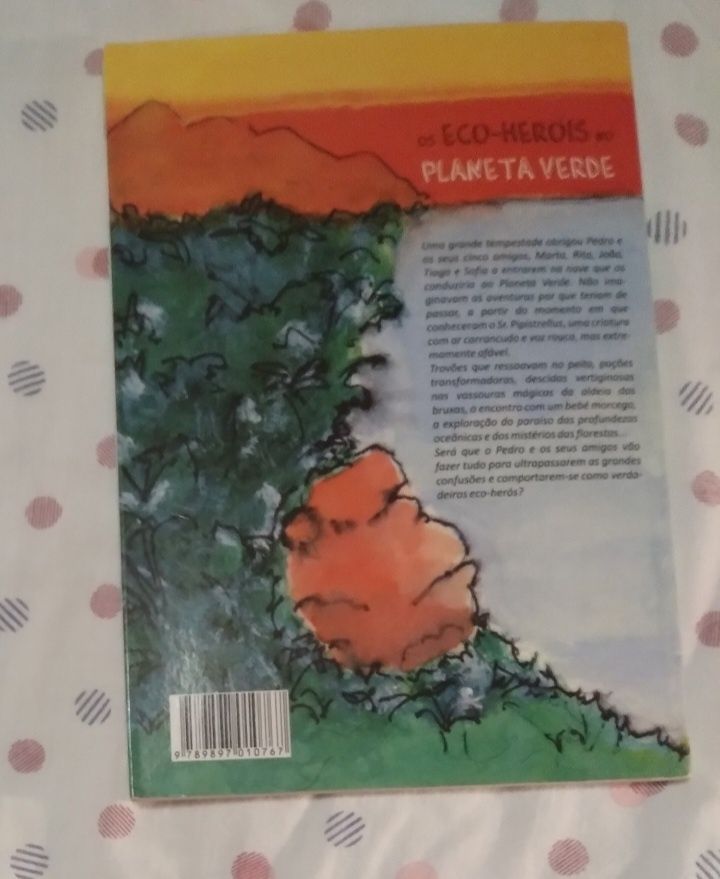 OS ECO-HEROIS NO
PLANETA VERDE
Uma grande tempestade obrigou Pedro e
os seus cinco amigos, Marta, Rita, João,
Tiago e Sofia a entrarem na nave que os
conduziria ao Planeta Verde. Não ima-
ginavam as aventuras por que teriam de
passar, a partir do momento em que
conheceram o Sr. Pipistrellus, uma criatura
com ar carrancudo e voz rouca, mas extre-
mamente afável.
Trovões que ressoavam no peito, poções
transformadoras, descidas vertiginosas
nas vassouras mágicas da aldeia das
bruxas, o encontro com um bebé morcego,
a exploração do paraíso das profundezas
oceânicas e dos mistérios das florestas...
Será que o Pedro e os seus amigos vão
fazer tudo para ultrapassarem as grandes
confusões e comportarem-se como verda-
deiros eco-herós?
9 789897 010767